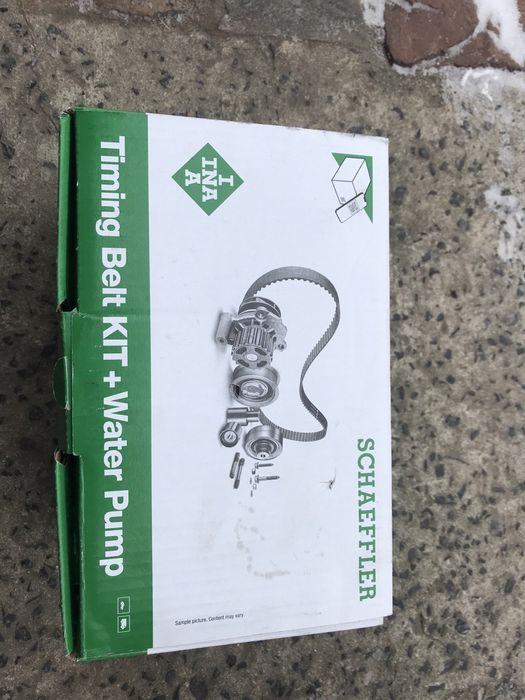 I
INA
A
Timing Belt KIT + Water Pump
SCHAEFFLER
Sample picture. Content may vary